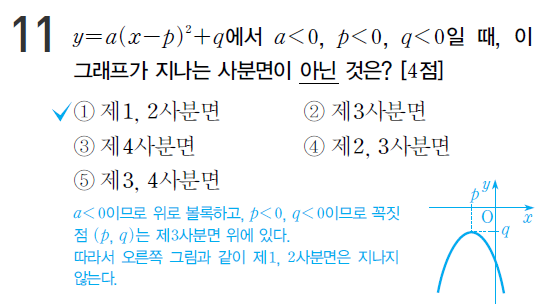 11 y=a(x-p)²+q에서 a<0, p<0, q<0일 때, 이
그래프가 지나는 사분면이 아닌 것은? [4점]
① 제1, 2사분면 ② 제3사분면
③ 제4사분면 ④ 제2, 3사분면
⑤ 제3, 4사분면
a<0이므로 위로 볼록하고, p<0, q<0이므로 꼭짓
점 (p, q)는 제3사분면 위에 있다.
따라서 오른쪽 그림과 같이 제1, 2사분면은 지나지
않는다.
p y
O x
q